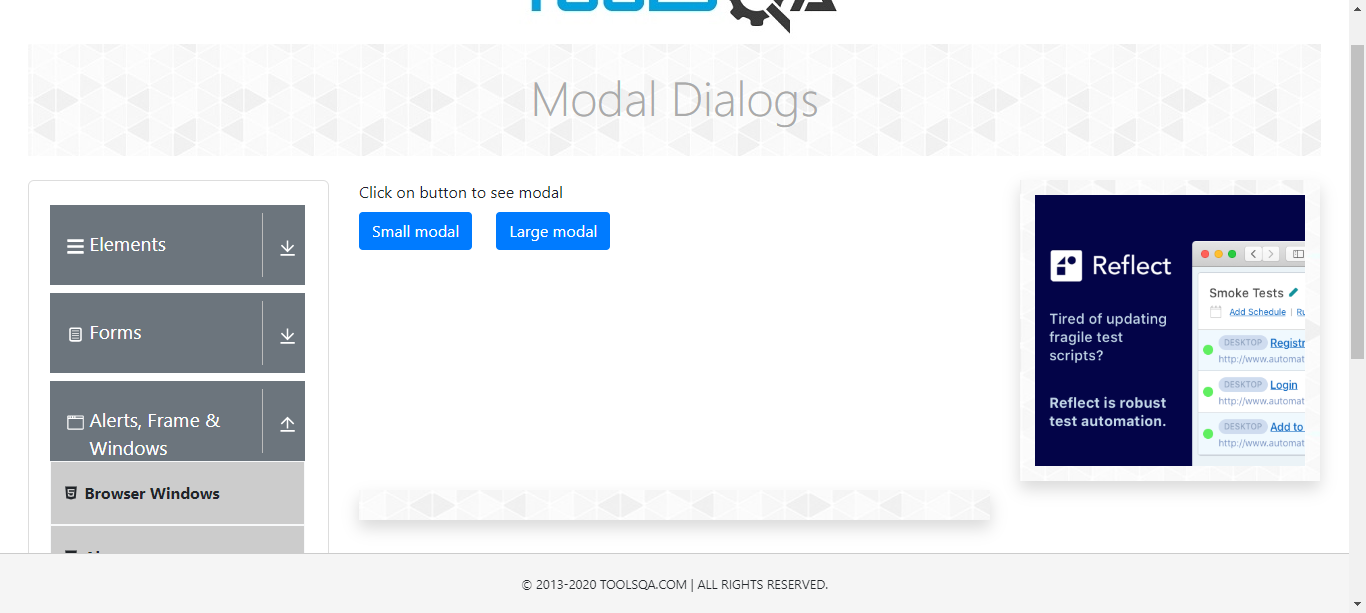 TOOLSQA
Modal Dialogs
Elements
Forms
Alerts, Frame &
Windows
Browser Windows
Click on button to see modal
Small modal
Large modal
Reflect
Tired of updating
fragile test
scripts?
Reflect is robust
test automation.
Smoke Tests
Add Schedule | Ru
DESKTOP Registr
http://www.automat
DESKTOP Login
http://www.automat
DESKTOP Add to
http://www.automat
© 2013-2020 TOOLSQA.COM | ALL RIGHTS RESERVED.